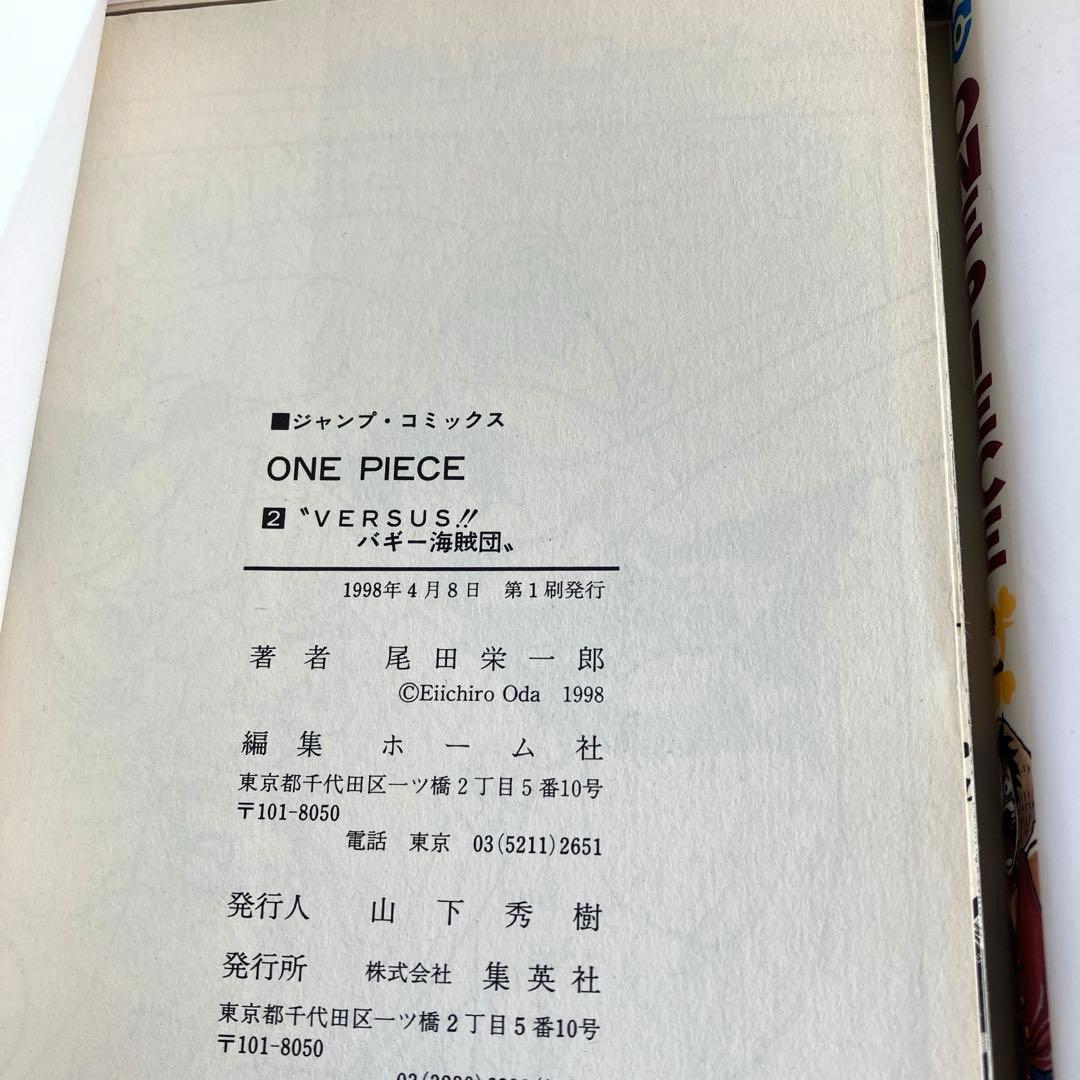 ■ジャンプ・コミックス
ONE PIECE
2 〝VERSUS!!
バギー海賊団〟
1998年4月8日 第1刷発行
著者 尾田栄一郎
©Eiichiro Oda 1998
編集 ホーム社
東京都千代田区一ツ橋2丁目5番10号
〒101-8050
電話 東京 03(5211)2651
発行人 山下秀樹
発行所 株式会社 集英社
東京都千代田区一ツ橋2丁目5番10号
〒101-8050
ONE PIECE